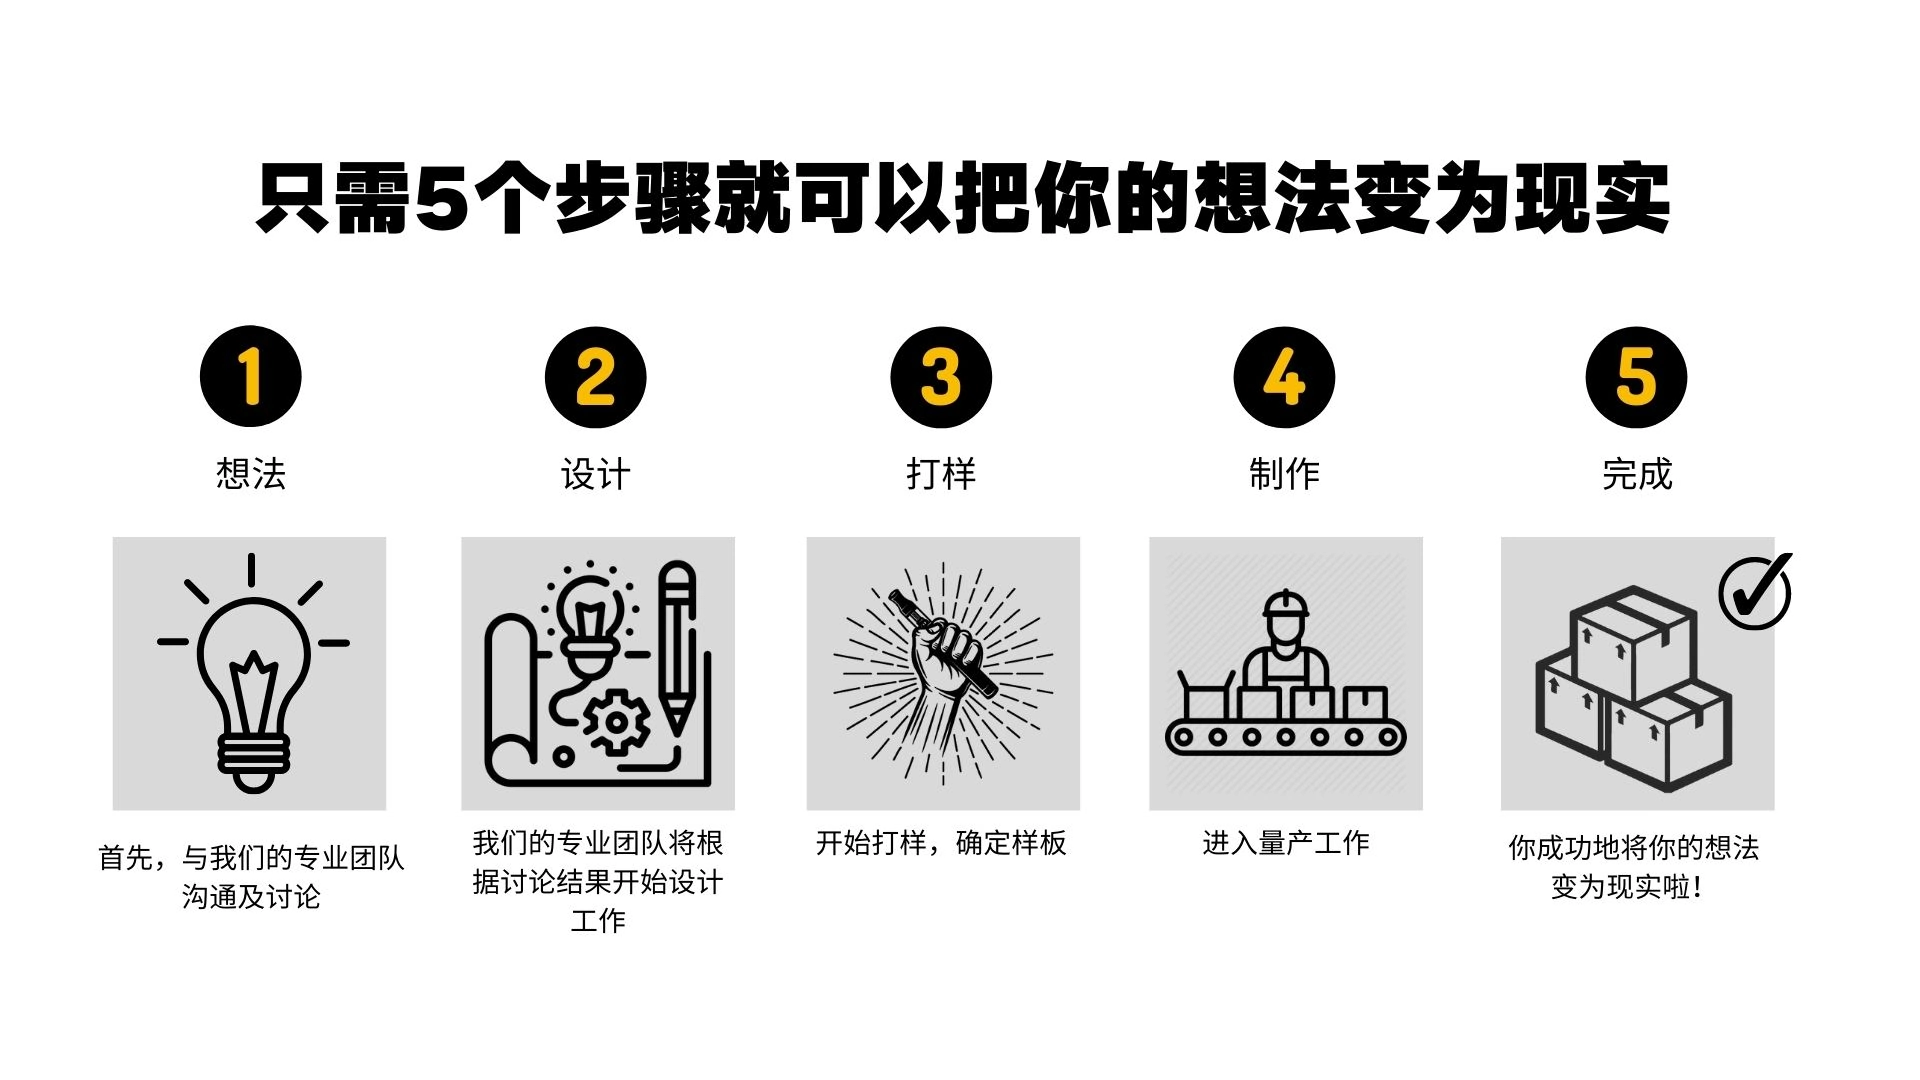 只需5个步骤就可以把你的想法变为现实
1
想法
首先，与我们的专业团队
沟通及讨论
2
设计
我们的专业团队将根
据讨论结果开始设计
工作
3
打样
开始打样，确定样板
4
制作
进入量产工作
5
完成
你成功地将你的想法
变为现实啦！